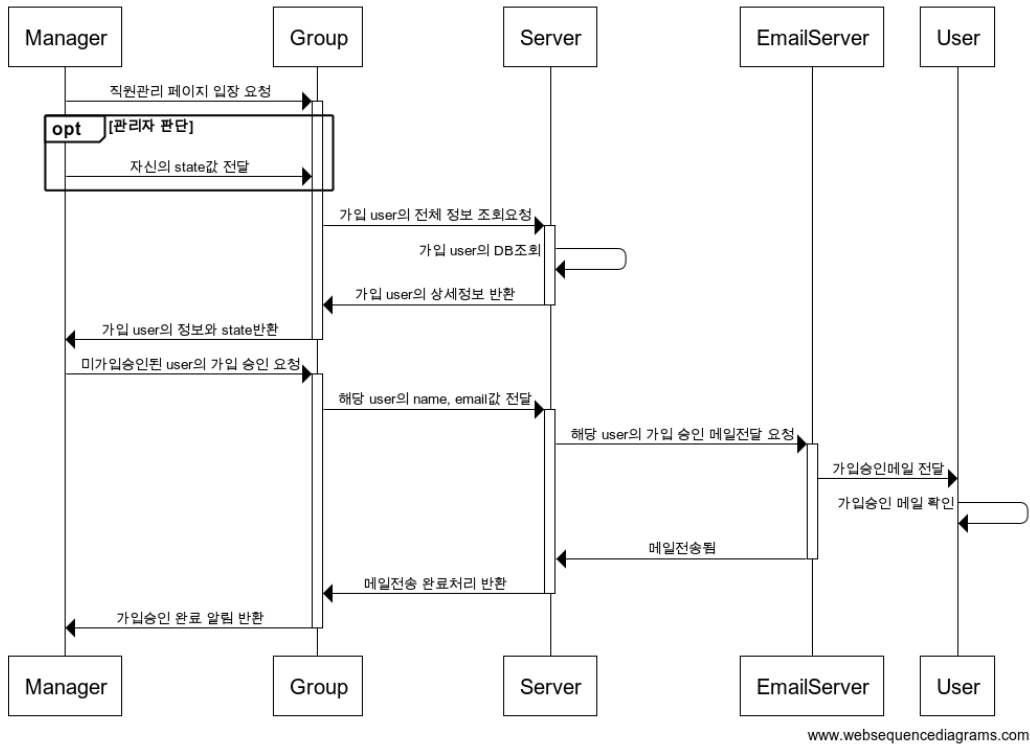 Manager Group Server EmailServer User
직원관리 페이지 입장 요청
opt [관리자 판단]
자신의 state값 전달
가입 user의 전체 정보 조회요청
가입 user의 DB조회
가입 user의 상세정보 반환
가입 user의 정보와 state반환
미가입승인된 user의 가입 승인 요청
해당 user의 name, email값 전달
해당 user의 가입 승인 메일전달 요청
가입승인메일 전달
가입승인 메일 확인
메일전송됨
메일전송 완료처리 반환
가입승인 완료 알림 반환
Manager Group Server EmailServer User
www.websequencediagrams.com